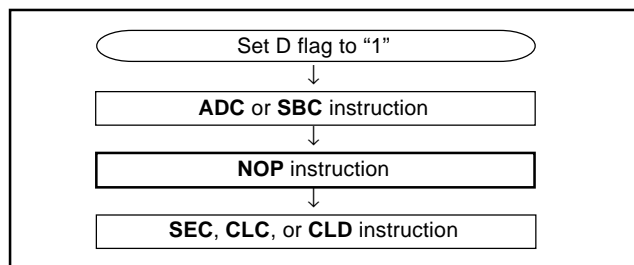 Set D flag to “1”
ADC or SBC instruction
NOP instruction
SEC, CLC, or CLD instruction